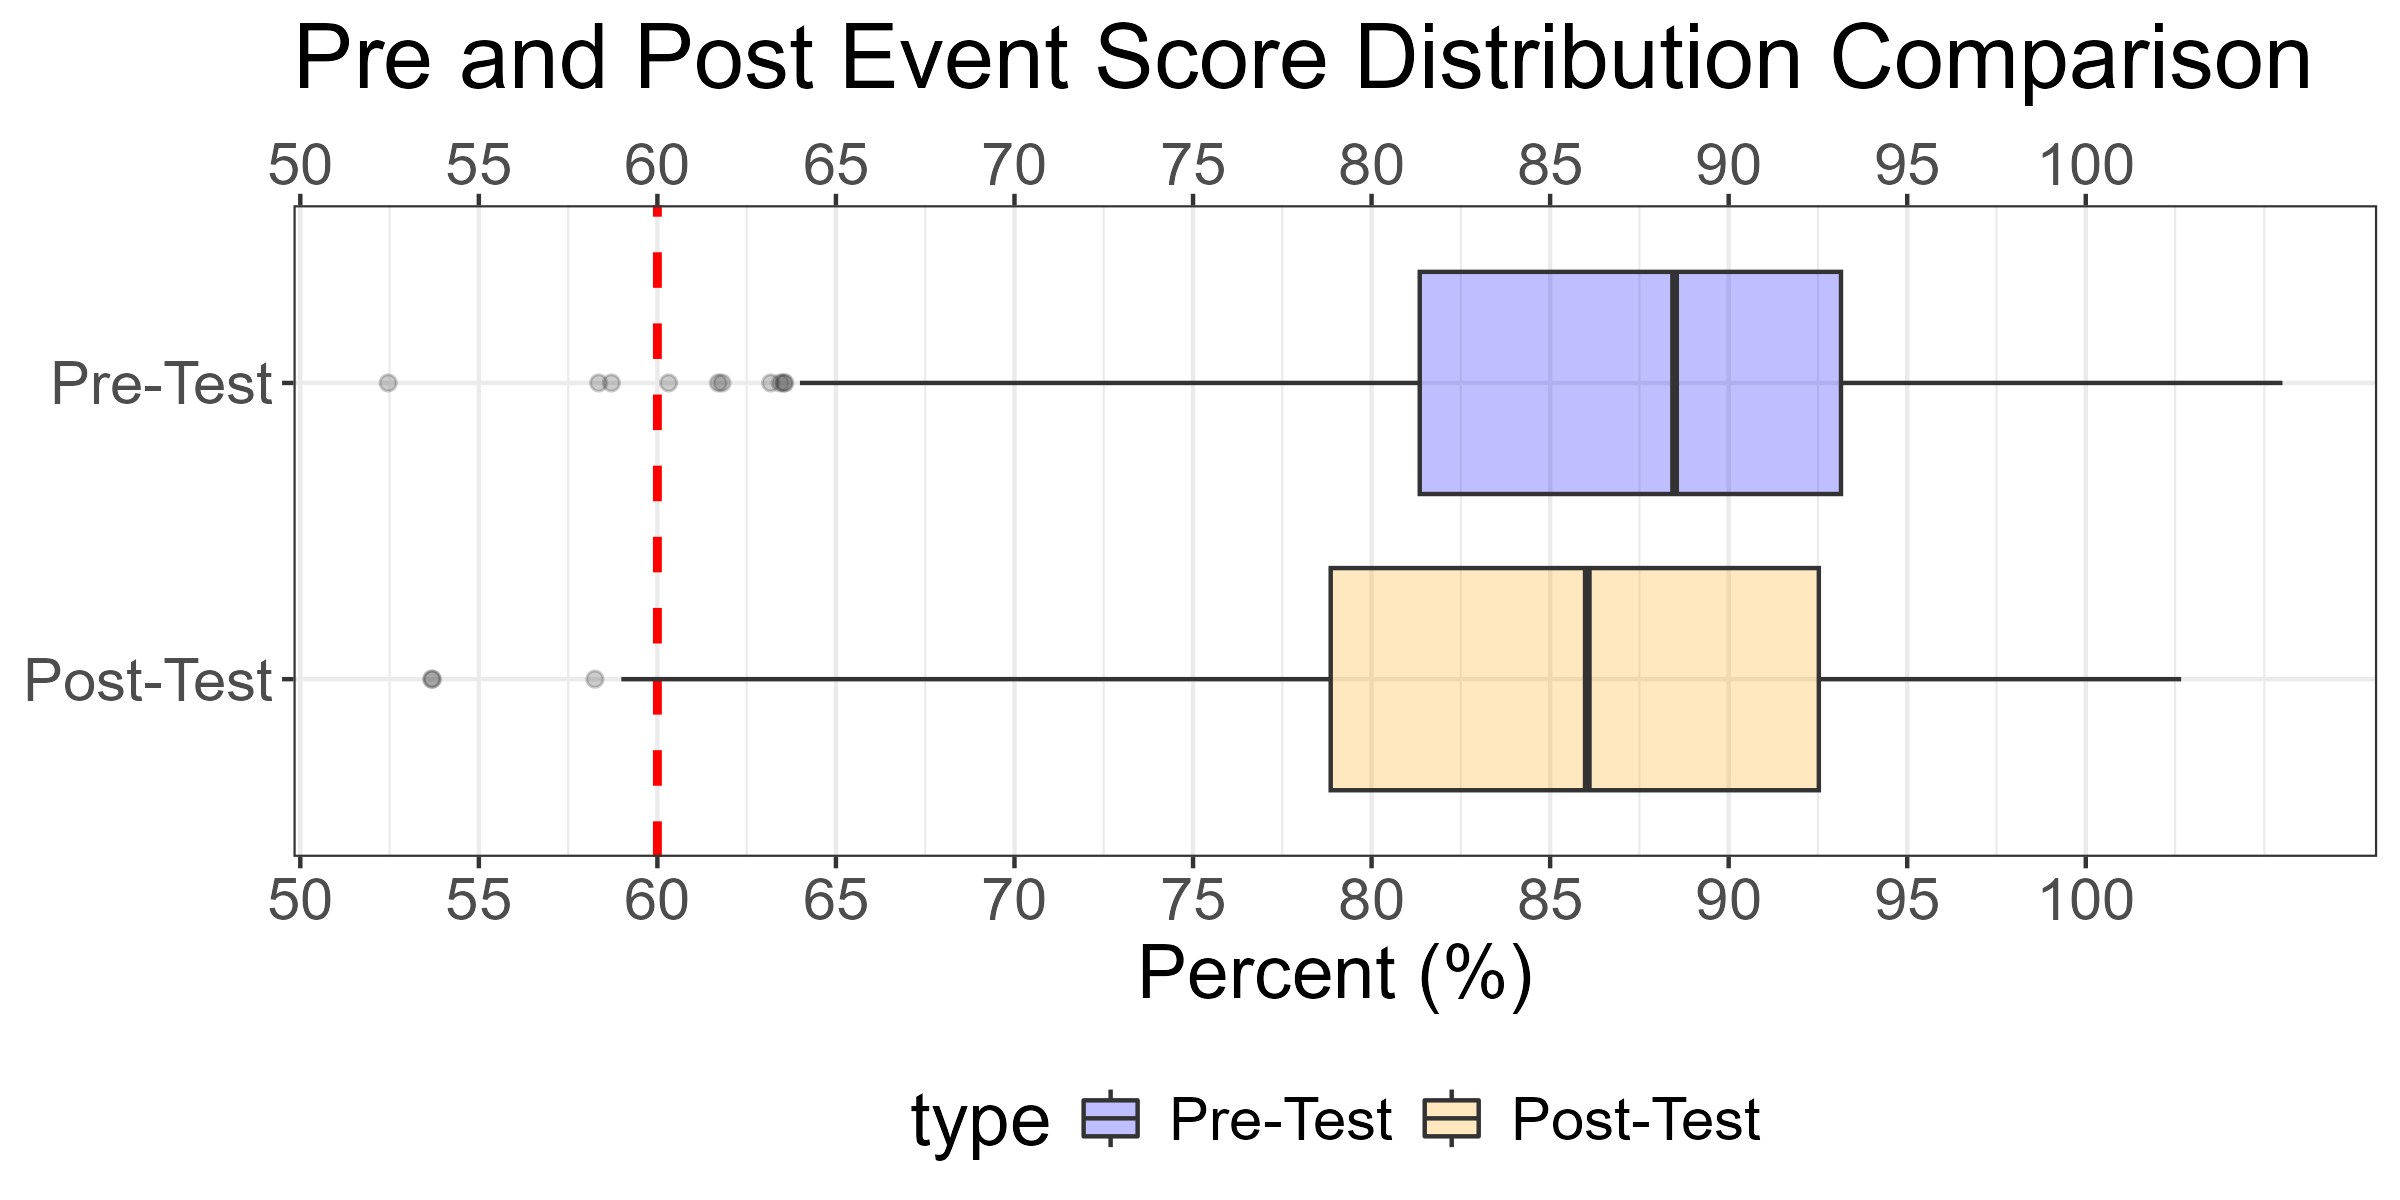 Pre and Post Event Score Distribution Comparison
50 55 60 65 70 75 80 85 90 95 100
Pre-Test
Post-Test
50 55 60 65 70 75 80 85 90 95 100
Percent (%)
type Pre-Test Post-Test